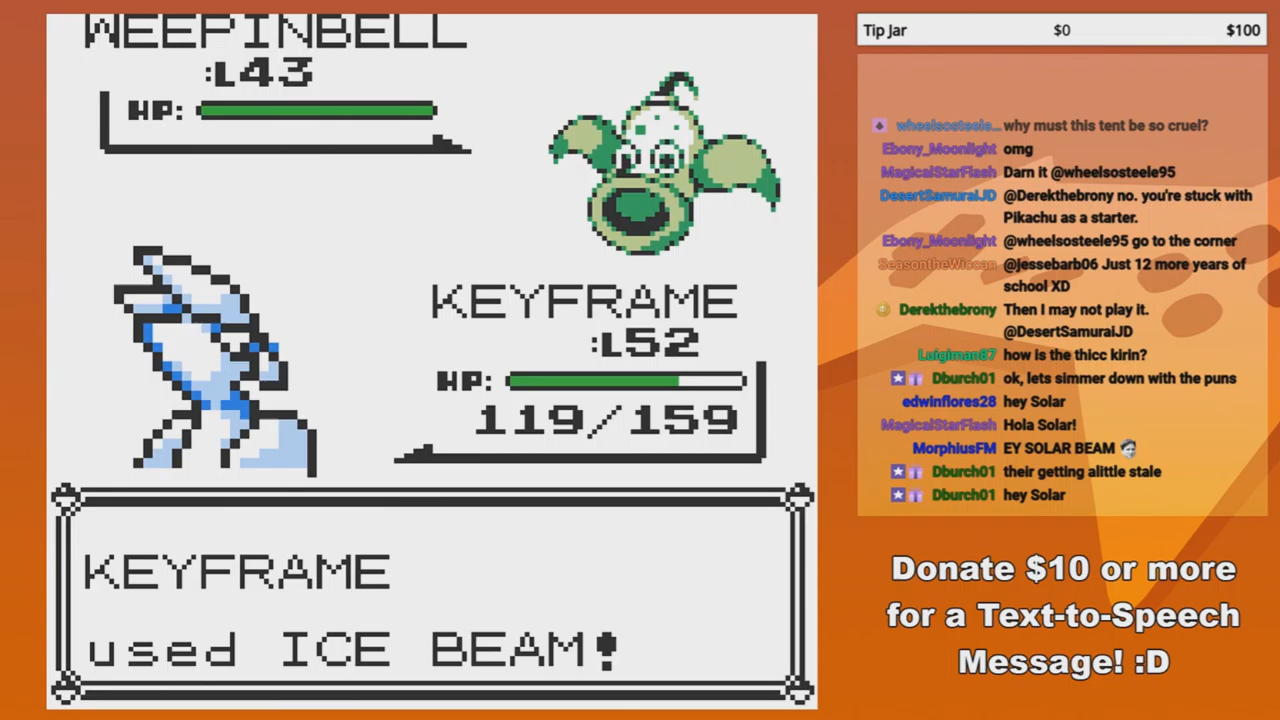 WEEPINBELL
:L43
HP:
KEYFRAME
:L52
HP:
119/159
KEYFRAME
used ICE BEAM!
Tip Jar $0 $100
wheelsosteele... why must this tent be so cruel?
Ebony_Moonlight omg
MagicalStarFlash Darn it @wheelsosteele95
DesertSamuraiJD @Derekthebrony no. you're stuck with
Pikachu as a starter.
Ebony_Moonlight @wheelsosteele95 go to the corner
SeasontheWiccan @jessebarb06 Just 12 more years of
school XD
Derekthebrony Then I may not play it.
@DesertSamuraiJD
Luigiman87 how is the thicc kirin?
Dburch01 ok, lets simmer down with the puns
edwinflores28 hey Solar
MagicalStarFlash Hola Solar!
MorphiusFM EY SOLAR BEAM
Dburch01 their getting alittle stale
Dburch01 hey Solar
Donate $10 or more
for a Text-to-Speech
Message! :D